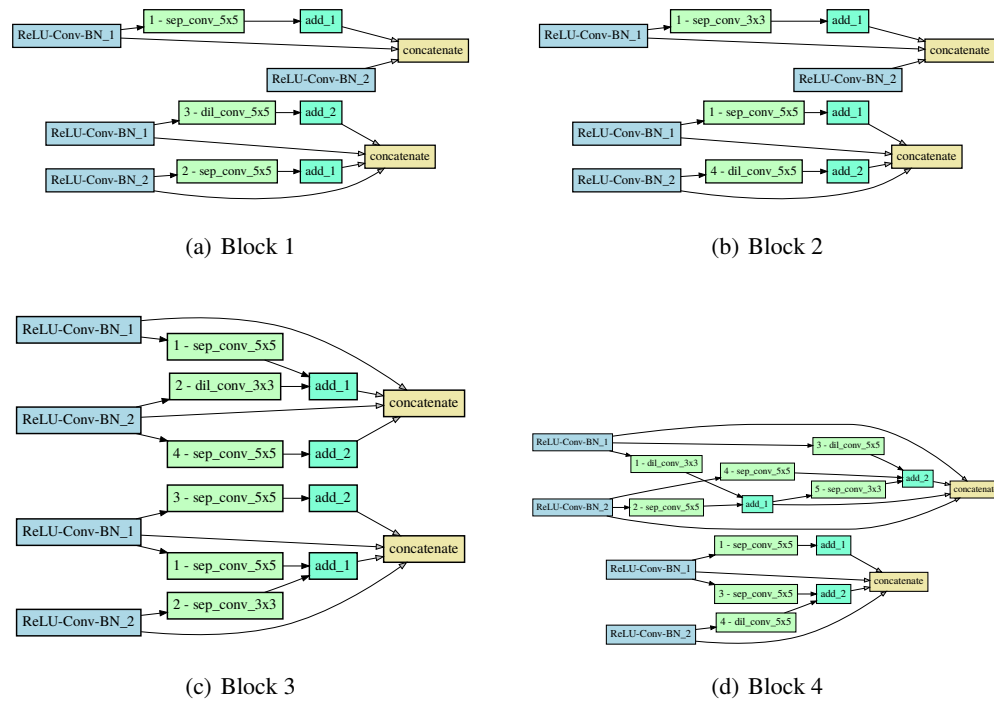 1 - sep_conv_5x5
add_1
ReLU-Conv-BN_1
concatenate
ReLU-Conv-BN_2
3 - dil_conv_5x5
add_2
ReLU-Conv-BN_1
concatenate
2 - sep_conv_5x5
add_1
ReLU-Conv-BN_2
(a) Block 1
1 - sep_conv_3x3
add_1
ReLU-Conv-BN_1
concatenate
ReLU-Conv-BN_2
1 - sep_conv_5x5
add_1
ReLU-Conv-BN_1
concatenate
4 - dil_conv_5x5
add_2
ReLU-Conv-BN_2
(b) Block 2
ReLU-Conv-BN_1
1 - sep_conv_5x5
2 - dil_conv_3x3
add_1
concatenate
ReLU-Conv-BN_2
4 - sep_conv_5x5
add_2
3 - sep_conv_5x5
add_2
ReLU-Conv-BN_1
concatenate
1 - sep_conv_5x5
add_1
2 - sep_conv_3x3
ReLU-Conv-BN_2
(c) Block 3
ReLU-Conv-BN_1
3 - dil_conv_5x5
1 - dil_conv_3x3
4 - sep_conv_5x5
add_2
5 - sep_conv_3x3
concatenate
ReLU-Conv-BN_2
2 - sep_conv_5x5
add_1
1 - sep_conv_5x5
add_1
ReLU-Conv-BN_1
concatenate
3 - sep_conv_5x5
add_2
4 - dil_conv_5x5
ReLU-Conv-BN_2
(d) Block 4